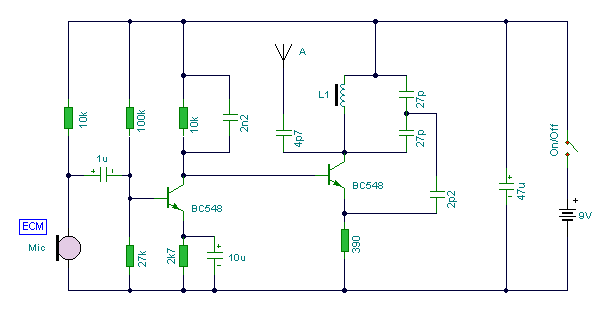 A
L1
27p
27p
10k
100k
10k
2n2
4p7
On/Off
1u
BC548
BC548
2p2
47u
+
9V
ECM
Mic
27k
2k7
10u
390